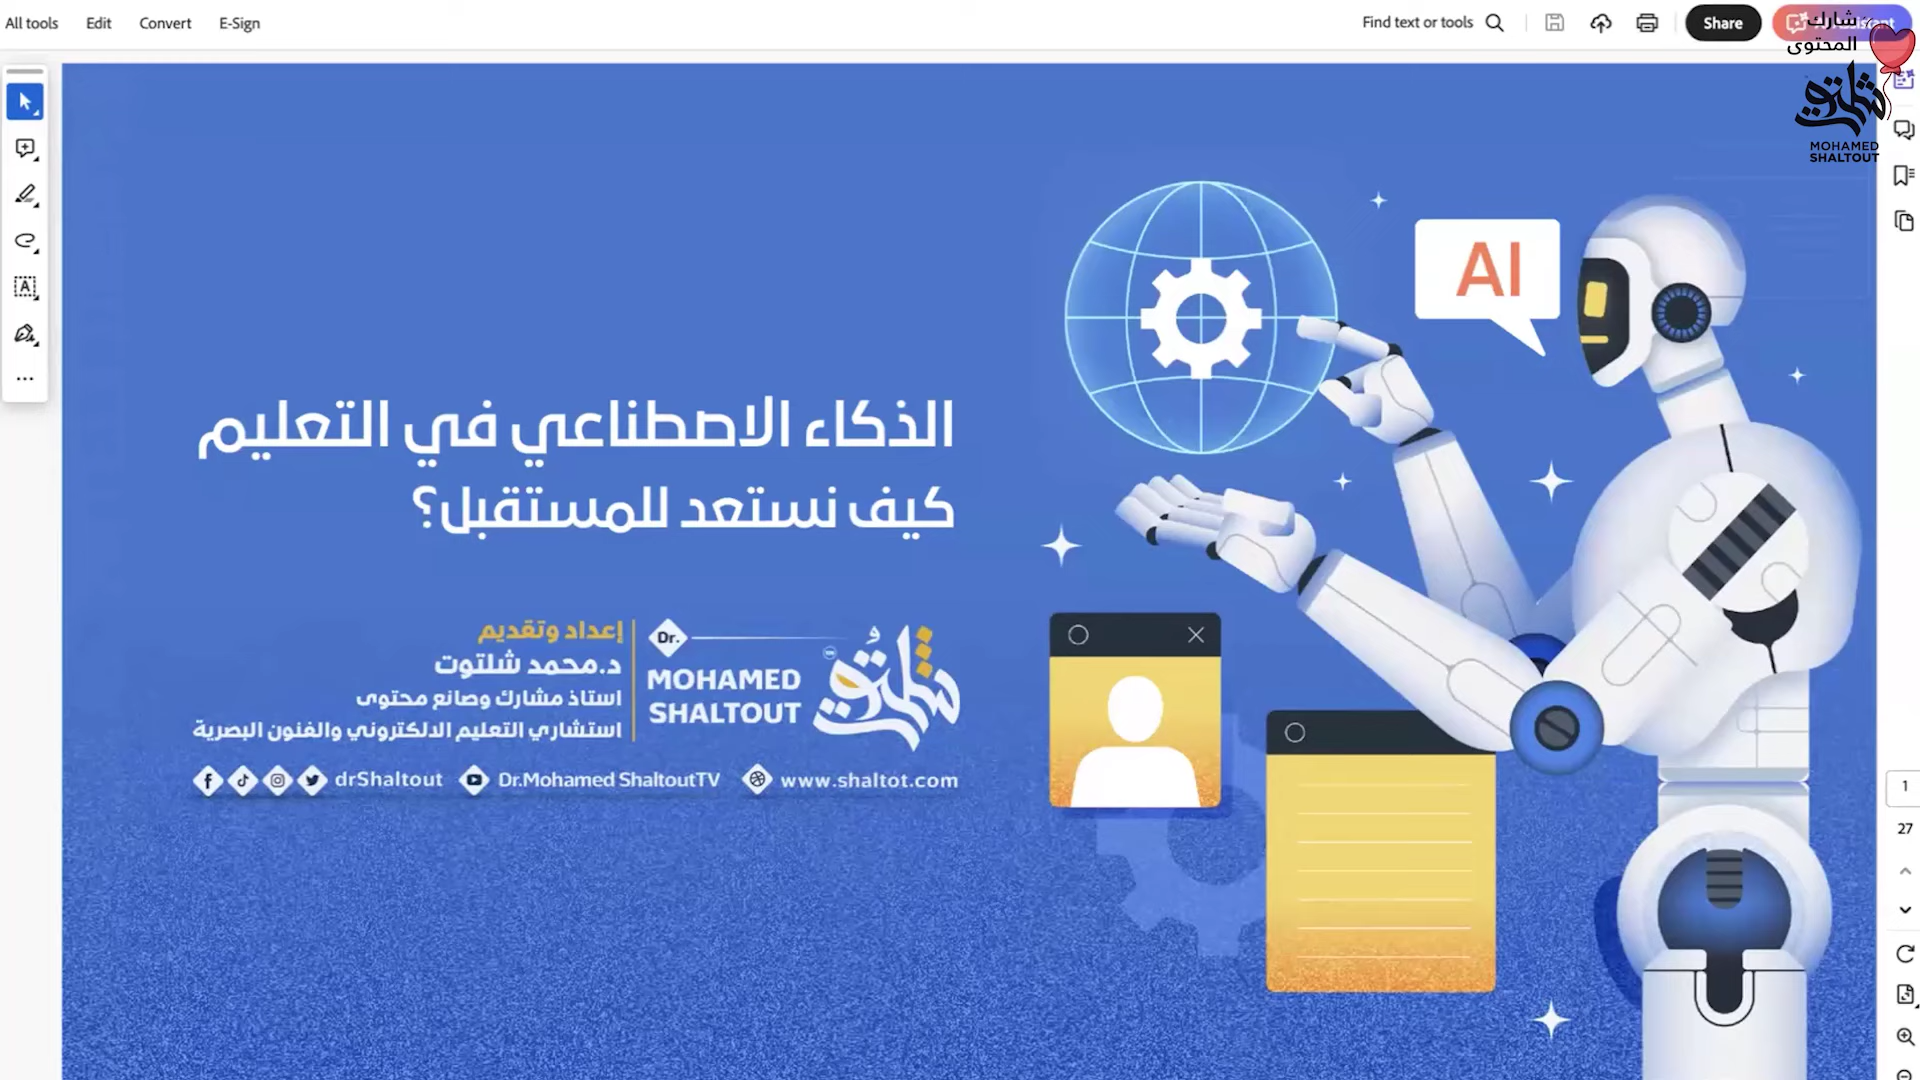 All tools Edit Convert E-Sign Find text or tools Share
شارك
المحتوى
شلتوت
MOHAMED
SHALTOUT
AI
الذكاء الاصطناعي في التعليم
كيف نستعد للمستقبل؟
إعداد وتقديم
د.محمد شلتوت
استاذ مشارك وصانع محتوى
استشاري التعليم الالكتروني والفنون البصرية
Dr.
MOHAMED
SHALTOUT
شلتوت
drShaltout Dr.Mohamed ShaltoutTV www.shaltot.com
1
27